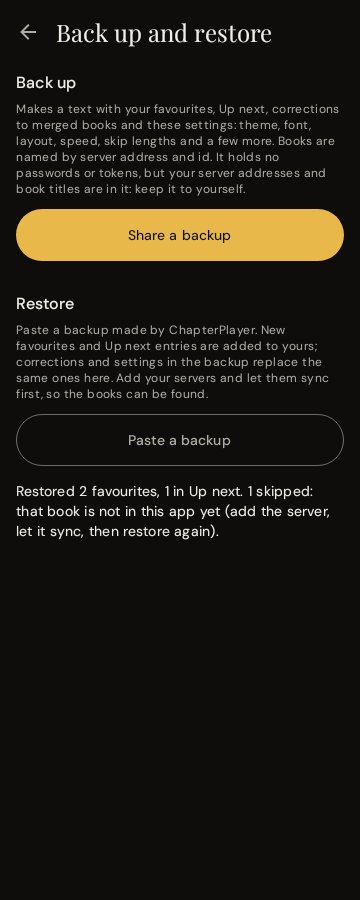 Back up and restore
Back up
Makes a text with your favourites, Up next, corrections
to merged books and these settings: theme, font,
layout, speed, skip lengths and a few more. Books are
named by server address and id. It holds no
passwords or tokens, but your server addresses and
book titles are in it: keep it to yourself.
Share a backup
Restore
Paste a backup made by ChapterPlayer. New
favourites and Up next entries are added to yours;
corrections and settings in the backup replace the
same ones here. Add your servers and let them sync
first, so the books can be found.
Paste a backup
Restored 2 favourites, 1 in Up next. 1 skipped:
that book is not in this app yet (add the server,
let it sync, then restore again).